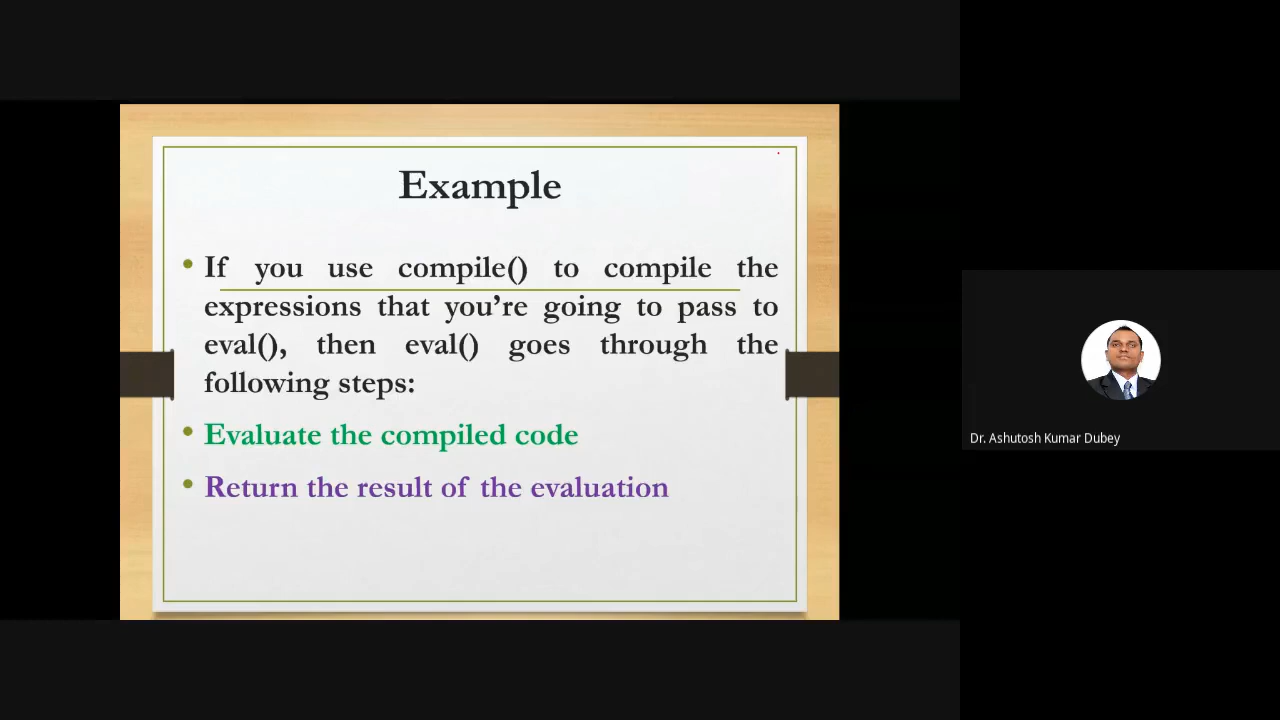 Example
• If you use compile() to compile the
expressions that you’re going to pass to
eval(), then eval() goes through the
following steps:
• Evaluate the compiled code
• Return the result of the evaluation
Dr. Ashutosh Kumar Dubey